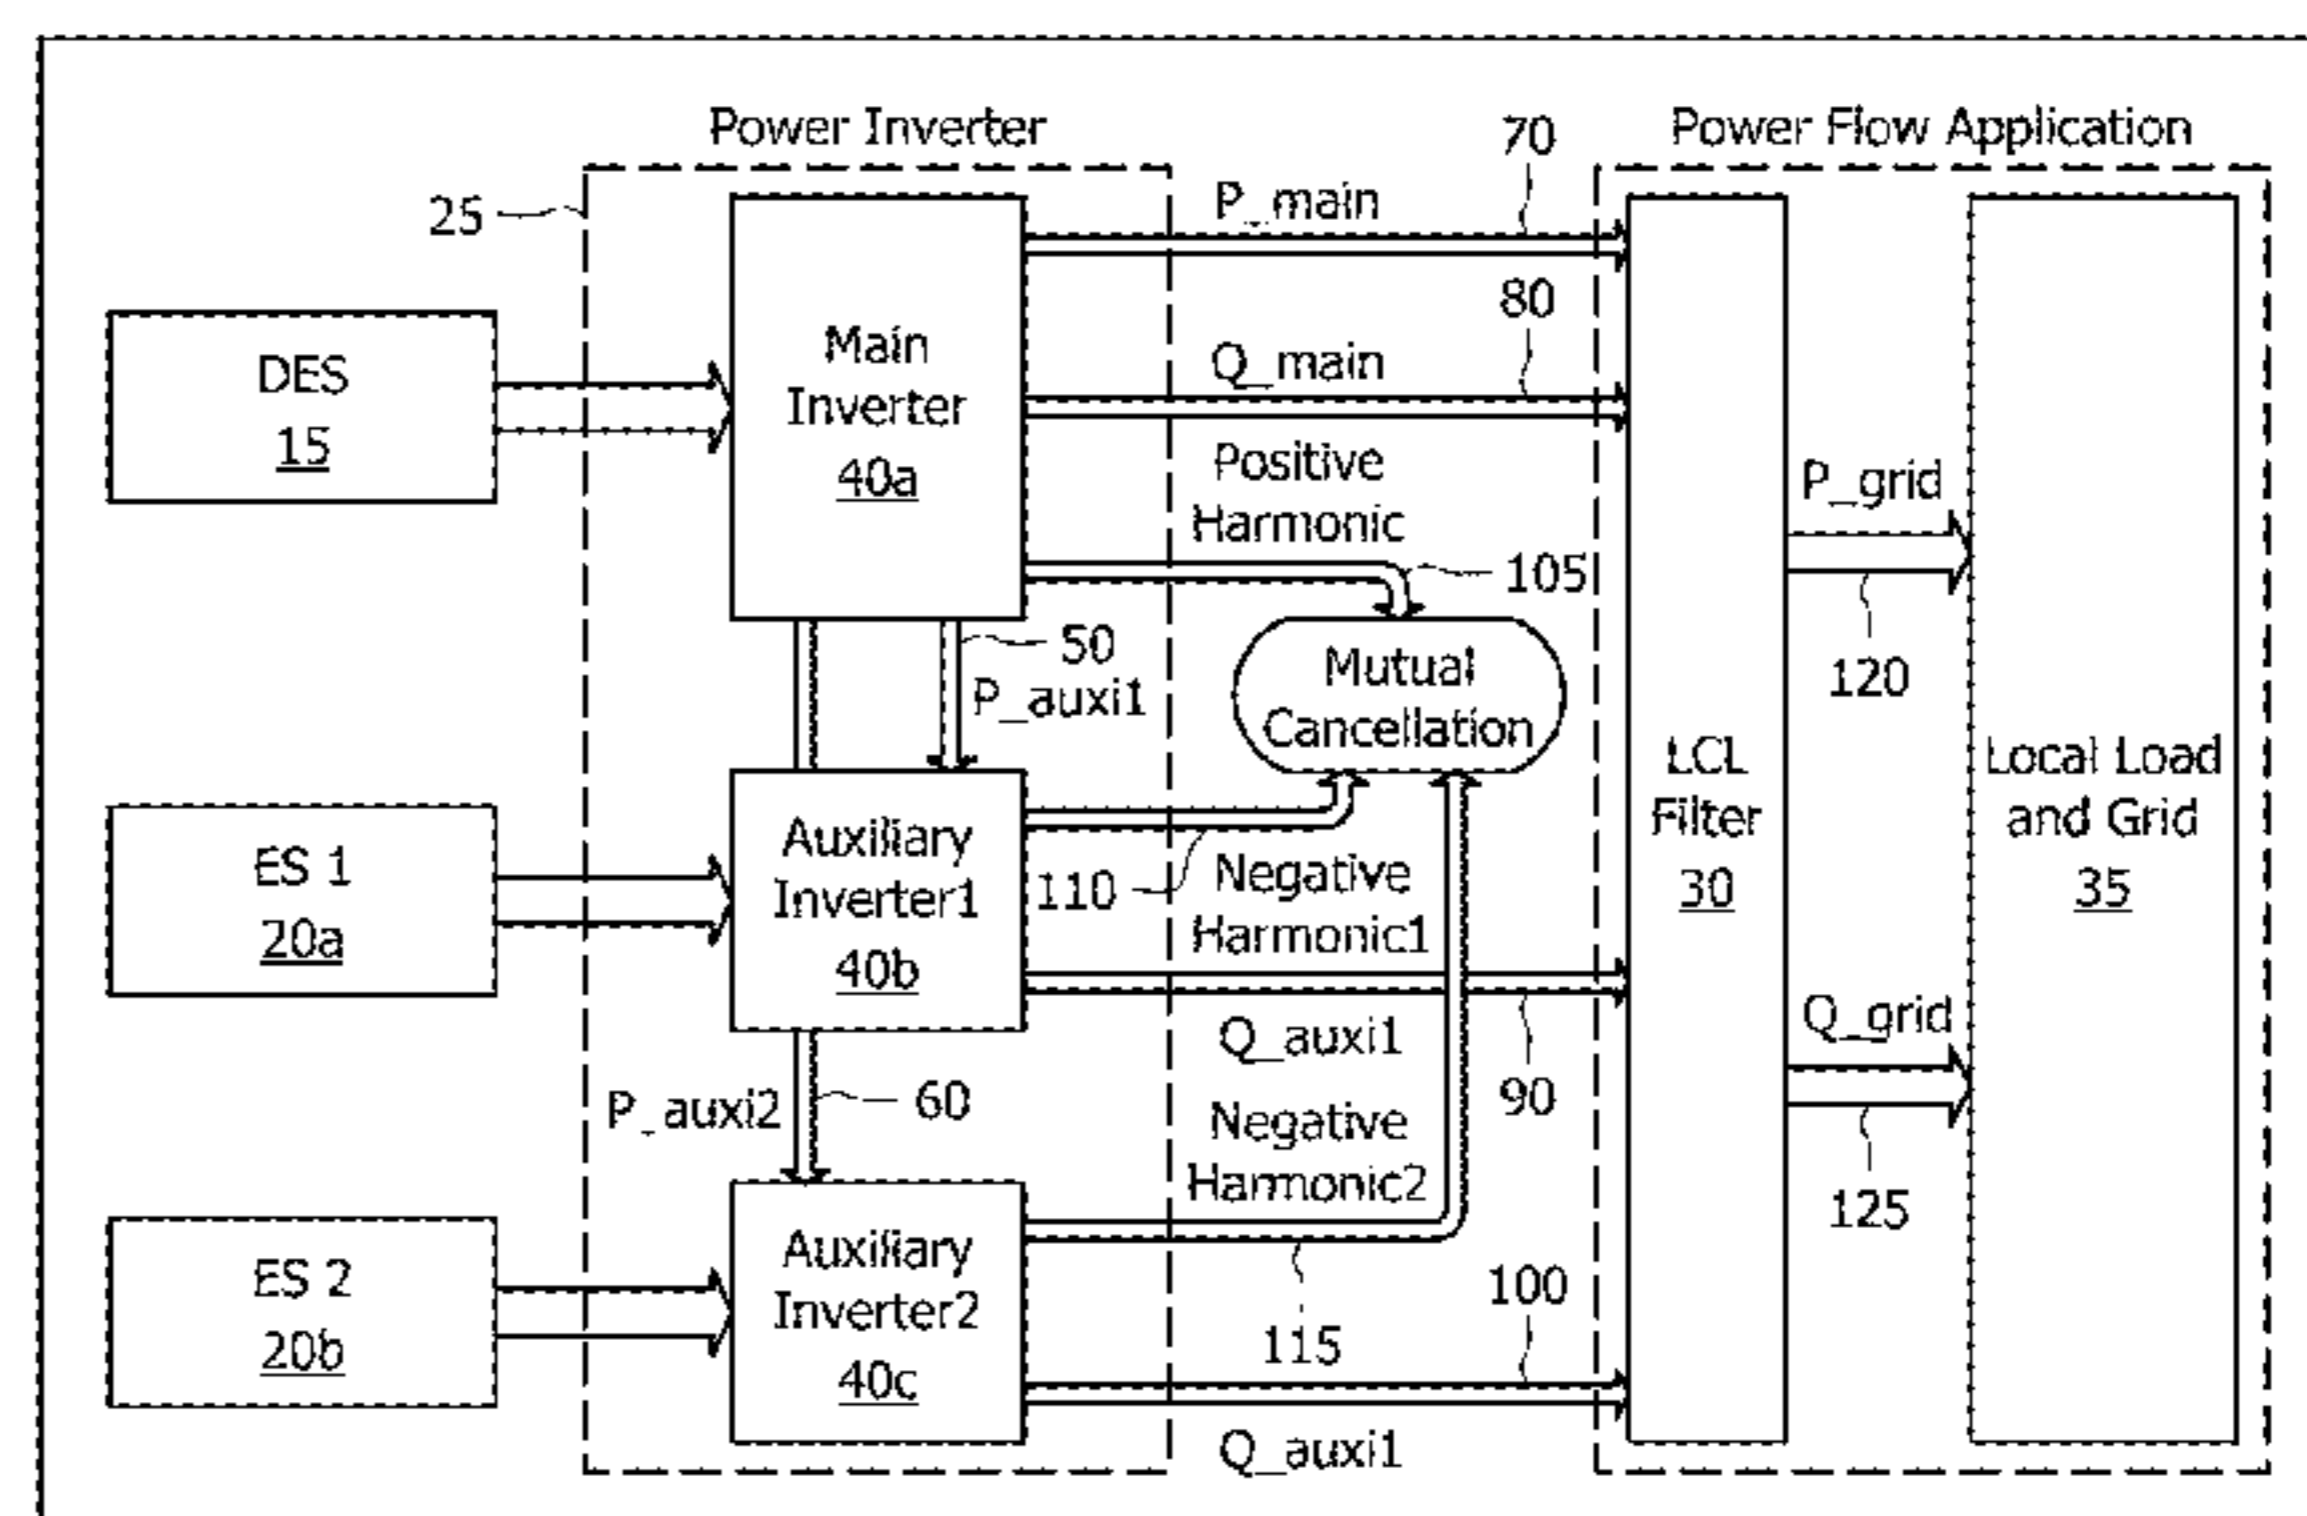 Power Inverter
Power Flow Application
25
70
P_main
80
Q_main
DES
15
Main
Inverter
40a
Positive
Harmonic
105
P_grid
120
50
P_auxi1
Mutual
Cancellation
LCL
Filter
30
Local Load
and Grid
35
ES 1
20a
Auxiliary
Inverter1
40b
110
Negative
Harmonic1
Q_auxi1
90
Q_grid
125
P_auxi2
60
Negative
Harmonic2
115
100
ES 2
20b
Auxiliary
Inverter2
40c
Q_auxi1